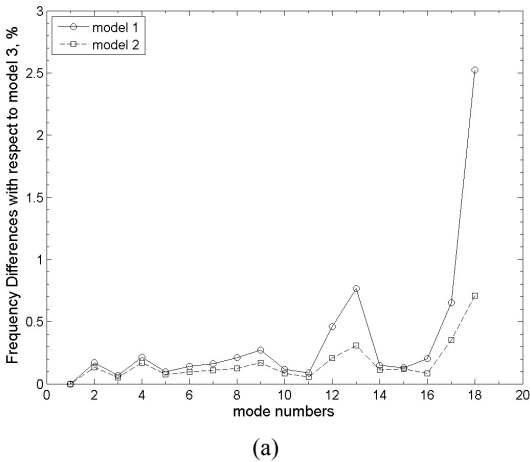 3
model 1
model 2
2.5
2
1.5
1
0.5
0
Frequency Differences with respect to model 3, %
0 2 4 6 8 10 12 14 16 18 20
mode numbers
(a)